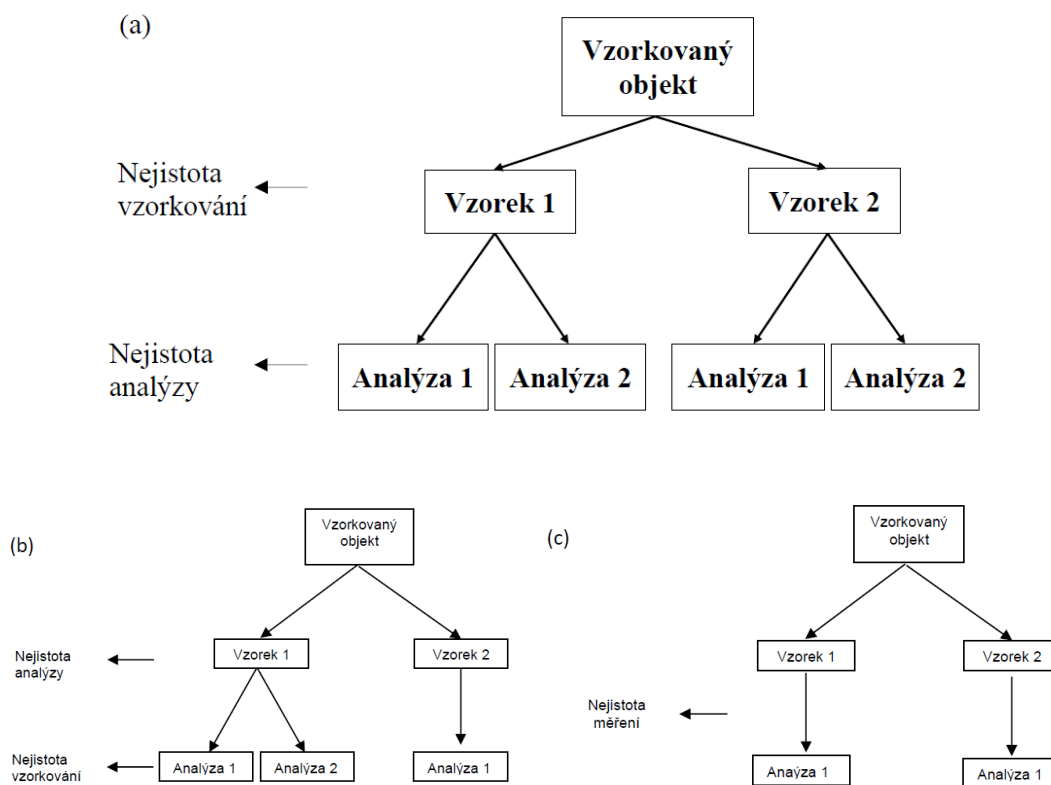 (a)
Vzorkovaný
objekt
Nejistota
vzorkování
Vzorek 1
Vzorek 2
Nejistota
analýzy
Analýza 1
Analýza 2
Analýza 1
Analýza 2
(b)
Vzorkovaný
objekt
Nejistota
analýzy
Vzorek 1
Vzorek 2
Nejistota
vzorkování
Analýza 1
Analýza 2
Analýza 1
(c)
Vzorkovaný
objekt
Vzorek 1
Vzorek 2
Nejistota
měření
Anaýza 1
Analýza 1